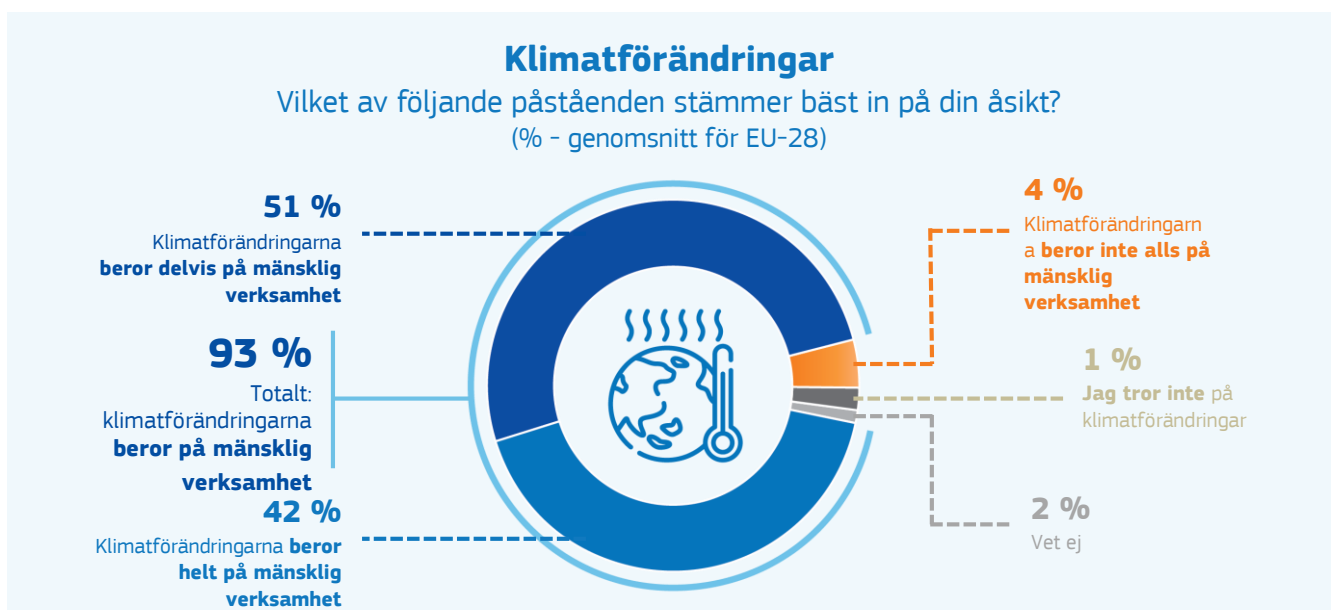 Klimatförändringar
Vilket av följande påståenden stämmer bäst in på din åsikt?
(% - genomsnitt för EU-28)
51 %
Klimatförändringarna
beror delvis på mänsklig
verksamhet
93 %
Totalt:
klimatförändringarna
beror på mänsklig
verksamhet
42 %
Klimatförändringarna beror
helt på mänsklig
verksamhet
4 %
Klimatförändringarn
a beror inte alls på
mänsklig
verksamhet
1 %
Jag tror inte på
klimatförändringar
2 %
Vet ej